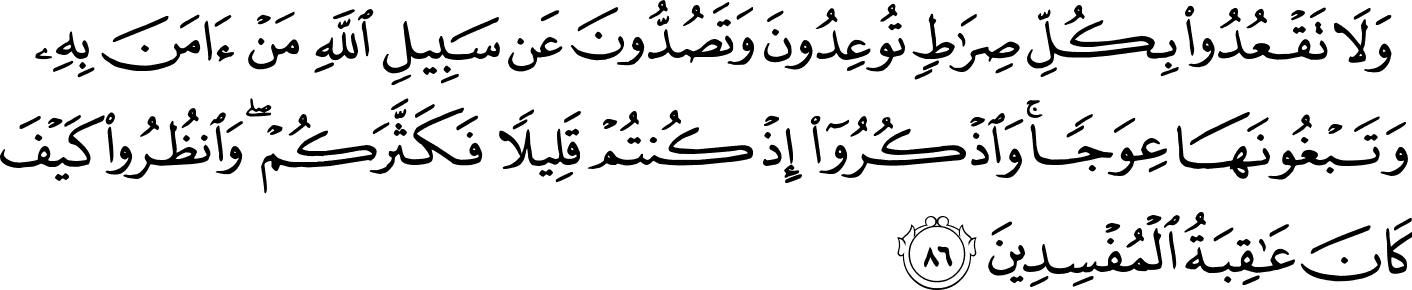 وَلَا تَقْعُدُوا۟ بِكُلِّ صِرَٰطٍ تُوعِدُونَ وَتَصُدُّونَ عَن سَبِيلِ ٱللَّهِ مَنْ ءَامَنَ بِهِۦ
وَتَبْغُونَهَا عِوَجًا ۚ وَٱذْكُرُوٓا۟ إِذْ كُنتُمْ قَلِيلًا فَكَثَّرَكُمْ ۖ وَٱنظُرُوا۟ كَيْفَ
كَانَ عَٰقِبَةُ ٱلْمُفْسِدِينَ ٨٦